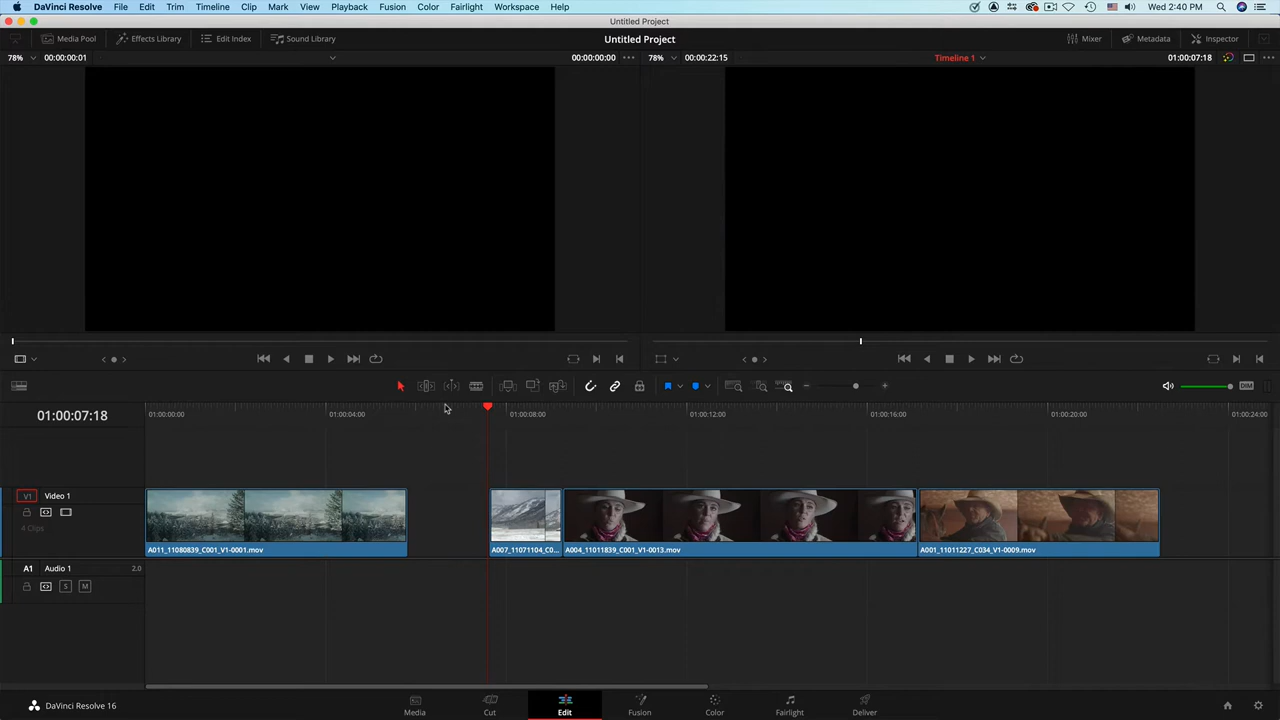 DaVinci Resolve File Edit Trim Timeline Clip Mark View Playback Fusion Color Fairlight Workspace Help Wed 2:40 PM
Untitled Project
Media Pool Effects Library Edit Index Sound Library Untitled Project Mixer Metadata Inspector
78% 00:00:00:01 00:00:00:00 78% 00:00:22:15 Timeline 1 01:00:07:18
DIM
01:00:07:18 01:00:00:00 01:00:04:00 01:00:08:00 01:00:12:00 01:00:16:00 01:00:20:00 01:00:24:00
V1 Video 1
4 Clips
A011_11080839_C001_V1-0001.mov A007_11071104_C0... A004_11011839_C001_V1-0013.mov A001_11011227_C034_V1-0009.mov
A1 Audio 1 2.0
S M
DaVinci Resolve 16 Media Cut Edit Fusion Color Fairlight Deliver